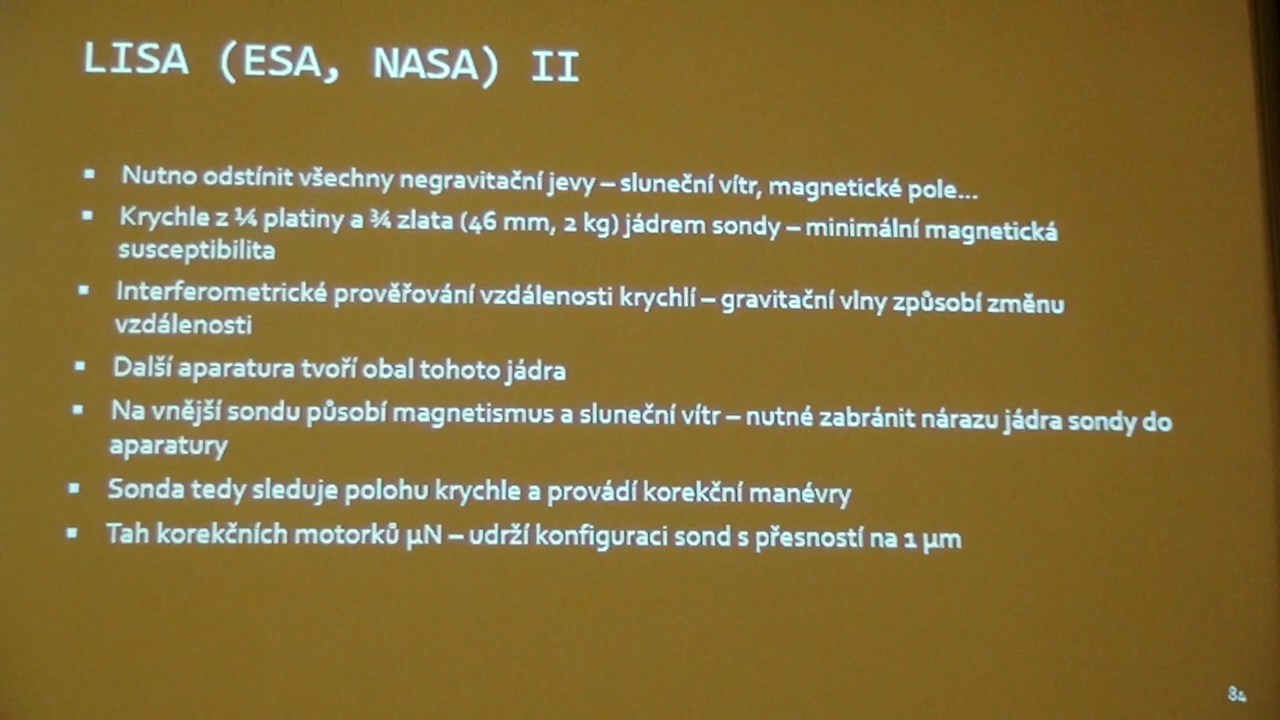 LISA (ESA, NASA) II
▪ Nutno odstínit všechny negravitační jevy – sluneční vítr, magnetické pole...
▪ Krychle z ¼ platiny a ¾ zlata (46 mm, 2 kg) jádrem sondy – minimální magnetická
susceptibilita
▪ Interferometrické prověřování vzdálenosti krychlí – gravitační vlny způsobí změnu
vzdálenosti
▪ Další aparatura tvoří obal tohoto jádra
▪ Na vnější sondu působí magnetismus a sluneční vítr – nutné zabránit nárazu jádra sondy do
aparatury
▪ Sonda tedy sleduje polohu krychle a provádí korekční manévry
▪ Tah korekčních motorků µN – udrží konfiguraci sond s přesností na 1 µm
84